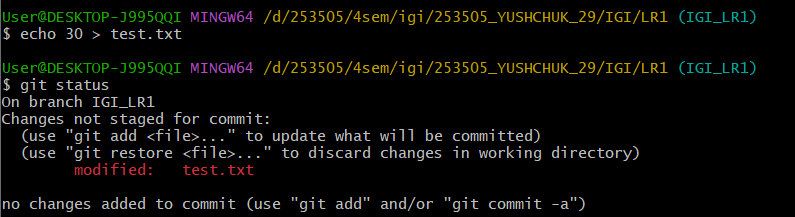 User@DESKTOP-J995QQI MINGW64 /d/253505/4sem/igi/253505_YUSHCHUK_29/IGI/LR1 (IGI_LR1)
$ echo 30 > test.txt
User@DESKTOP-J995QQI MINGW64 /d/253505/4sem/igi/253505_YUSHCHUK_29/IGI/LR1 (IGI_LR1)
$ git status
On branch IGI_LR1
Changes not staged for commit:
  (use "git add <file>..." to update what will be committed)
  (use "git restore <file>..." to discard changes in working directory)
        modified:   test.txt
no changes added to commit (use "git add" and/or "git commit -a")